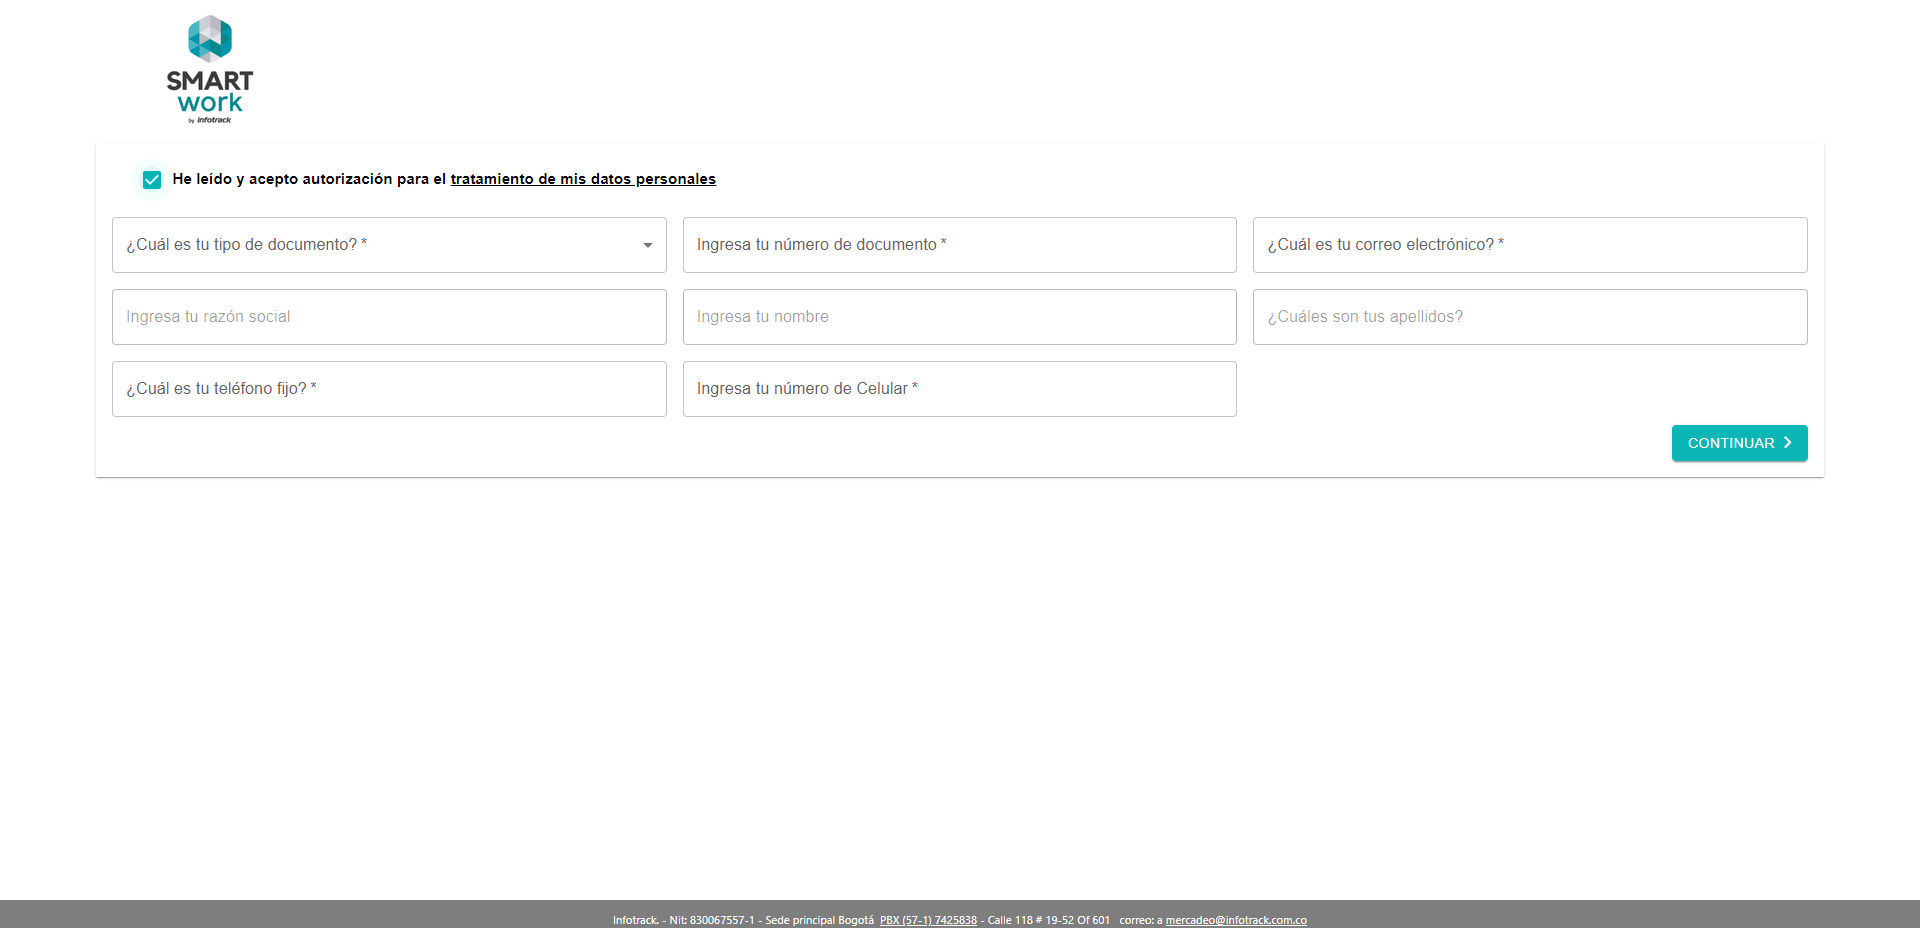 SMART
work
by infotrack
He leído y acepto autorización para el tratamiento de mis datos personales
¿Cuál es tu tipo de documento? *
Ingresa tu número de documento *
¿Cuál es tu correo electrónico? *
Ingresa tu razón social
Ingresa tu nombre
¿Cuáles son tus apellidos?
¿Cuál es tu teléfono fijo? *
Ingresa tu número de Celular *
CONTINUAR
Infotrack. - Nit: 830067557-1 - Sede principal Bogotá PBX (57-1) 7425838 - Calle 118 # 19-52 Of 601 correo: a mercadeo@infotrack.com.co